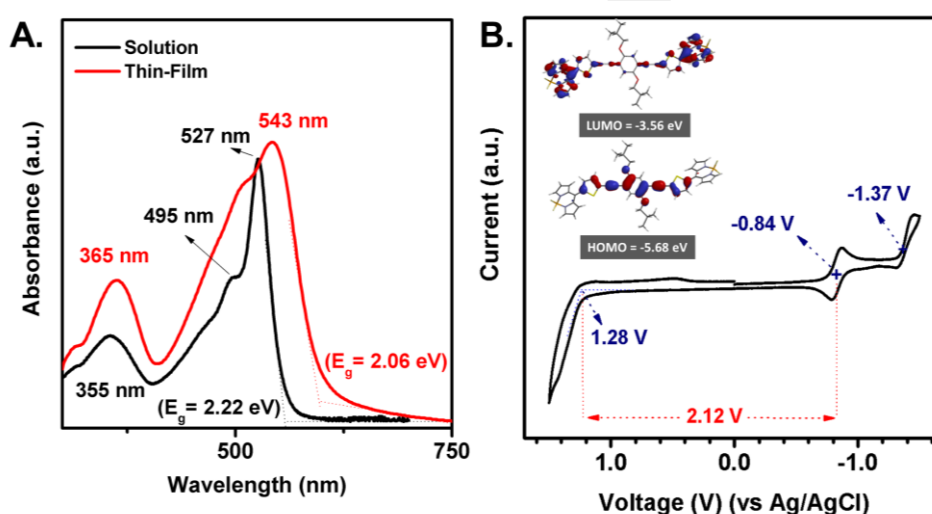 A.
Solution
Thin-Film
543 nm
527 nm
495 nm
365 nm
355 nm
(Eg= 2.06 eV)
(Eg= 2.22 eV)
Absorbance (a.u.)
500
750
Wavelength (nm)
B.
LUMO = -3.56 eV
HOMO = -5.68 eV
-1.37 V
-0.84 V
1.28 V
2.12 V
Current (a.u.)
1.0
0.0
-1.0
Voltage (V) (vs Ag/AgCl)